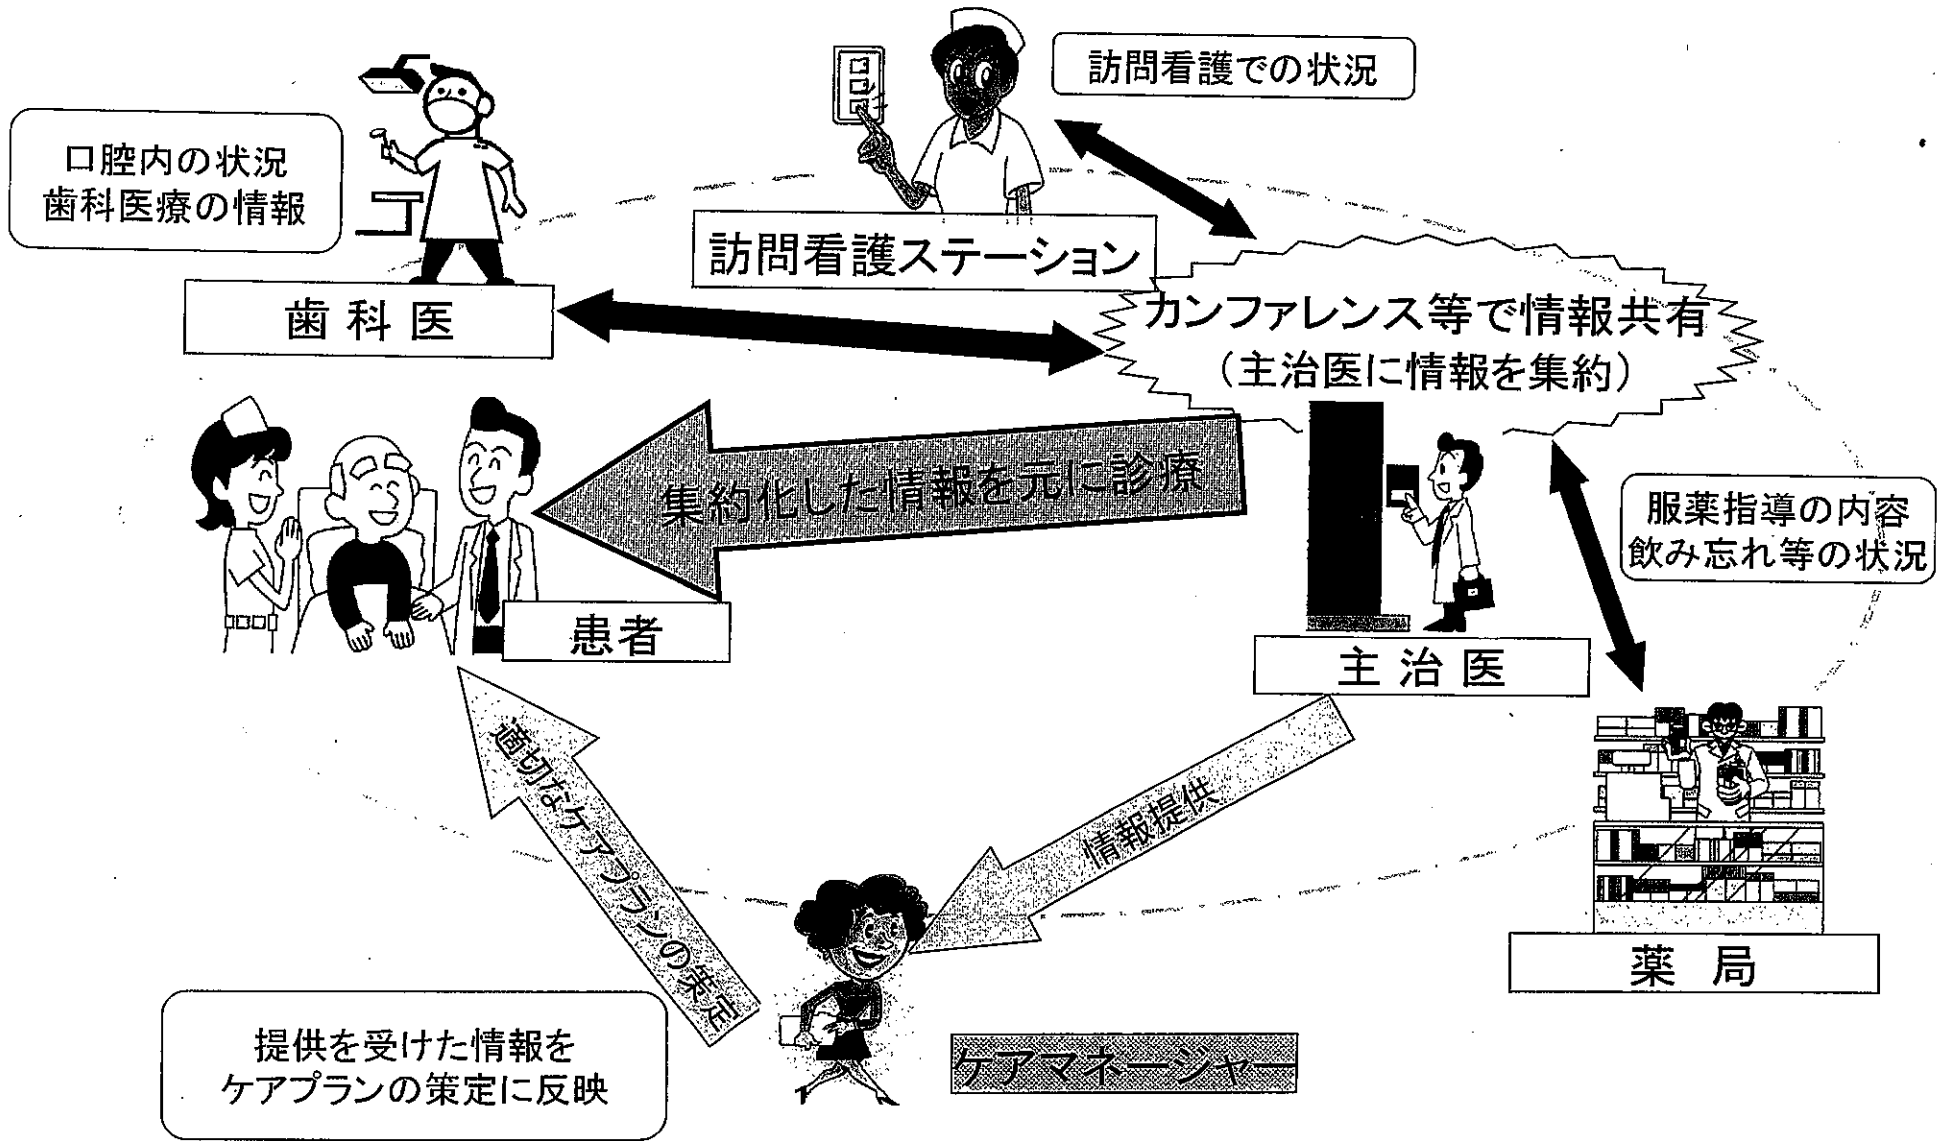 訪問看護での状況
口腔内の状況
歯科医療の情報
訪問看護ステーション
歯科医
カンファレンス等で情報共有
（主治医に情報を集約）
集約化した情報を元に診療
服薬指導の内容
飲み忘れ等の状況
患者
主治医
適切なケアプランの策定
情報提供
薬局
提供を受けた情報を
ケアプランの策定に反映
ケアマネージャー